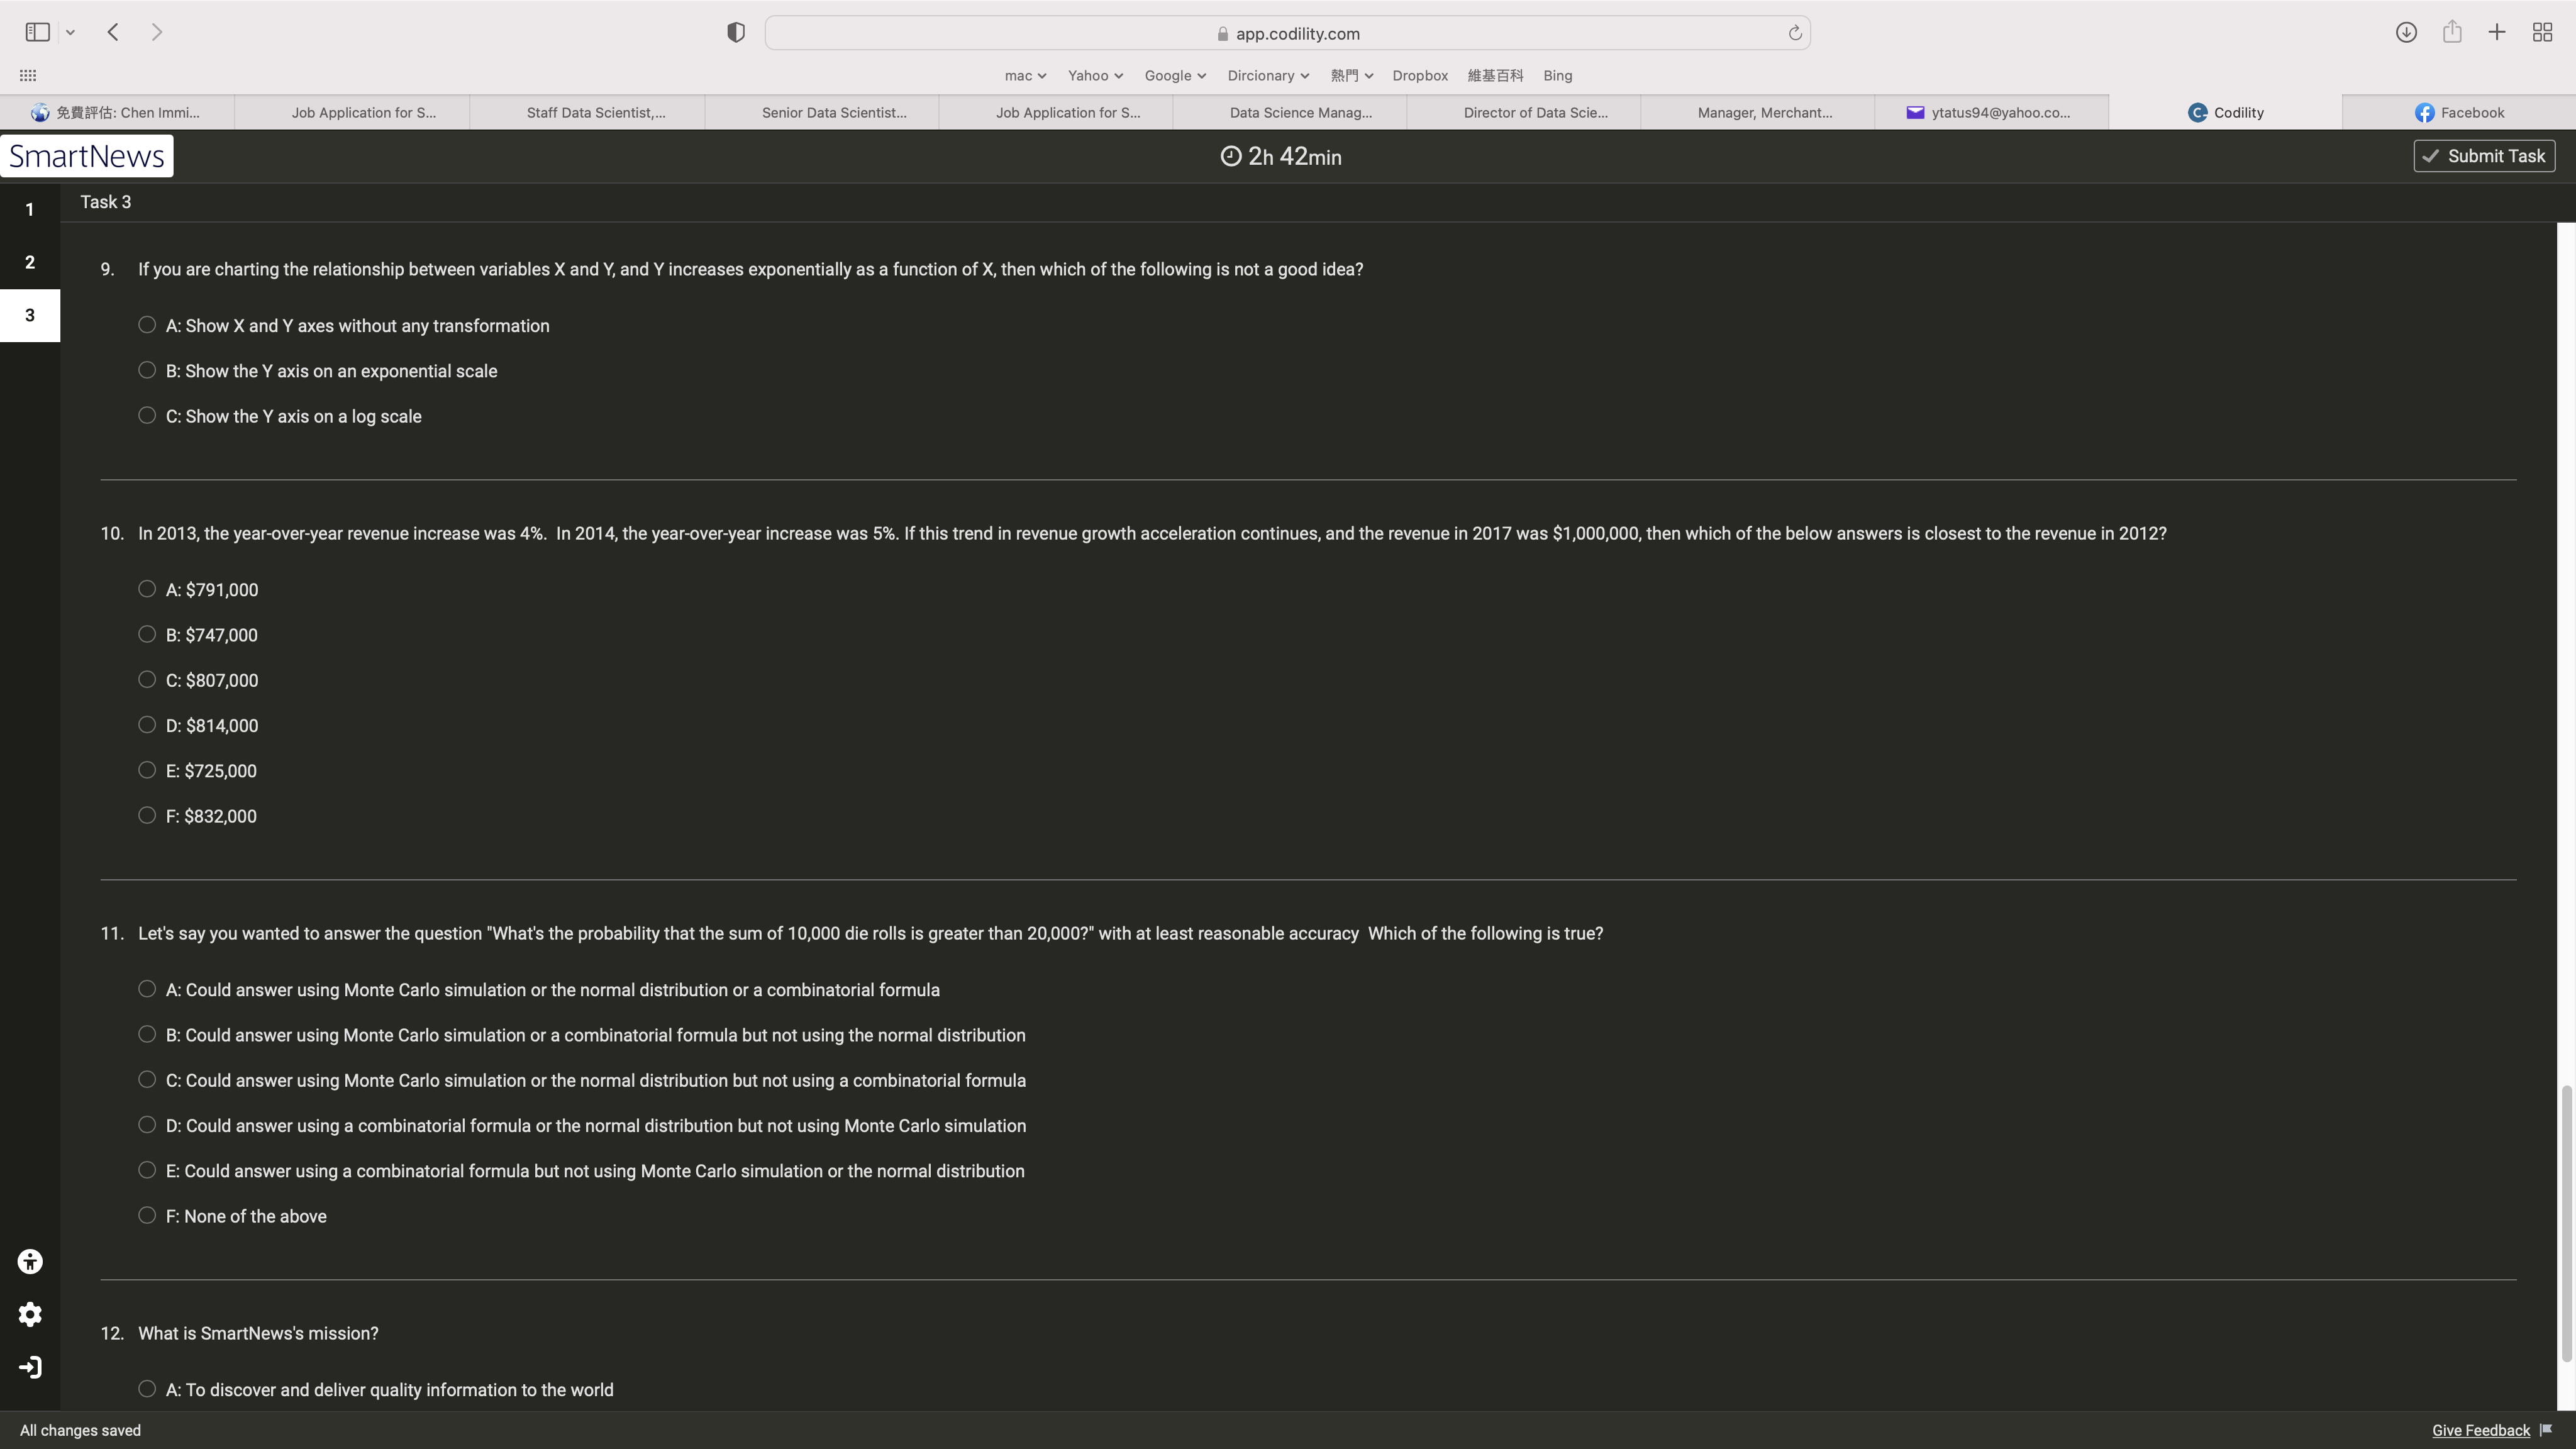 app.codility.com
mac Yahoo Google Dircionary 熱門 Dropbox 維基百科 Bing
免費評估: Chen Immi... Job Application for S... Staff Data Scientist,... Senior Data Scientist... Job Application for S... Data Science Manag... Director of Data Scie... Manager, Merchant... ytatus94@yahoo.co... Codility Facebook
SmartNews 2h 42min Submit Task
1 Task 3
2
3
9. If you are charting the relationship between variables X and Y, and Y increases exponentially as a function of X, then which of the following is not a good idea?
A: Show X and Y axes without any transformation
B: Show the Y axis on an exponential scale
C: Show the Y axis on a log scale
10. In 2013, the year-over-year revenue increase was 4%. In 2014, the year-over-year increase was 5%. If this trend in revenue growth acceleration continues, and the revenue in 2017 was $1,000,000, then which of the below answers is closest to the revenue in 2012?
A: $791,000
B: $747,000
C: $807,000
D: $814,000
E: $725,000
F: $832,000
11. Let's say you wanted to answer the question "What's the probability that the sum of 10,000 die rolls is greater than 20,000?" with at least reasonable accuracy Which of the following is true?
A: Could answer using Monte Carlo simulation or the normal distribution or a combinatorial formula
B: Could answer using Monte Carlo simulation or a combinatorial formula but not using the normal distribution
C: Could answer using Monte Carlo simulation or the normal distribution but not using a combinatorial formula
D: Could answer using a combinatorial formula or the normal distribution but not using Monte Carlo simulation
E: Could answer using a combinatorial formula but not using Monte Carlo simulation or the normal distribution
F: None of the above
12. What is SmartNews's mission?
A: To discover and deliver quality information to the world
All changes saved Give Feedback